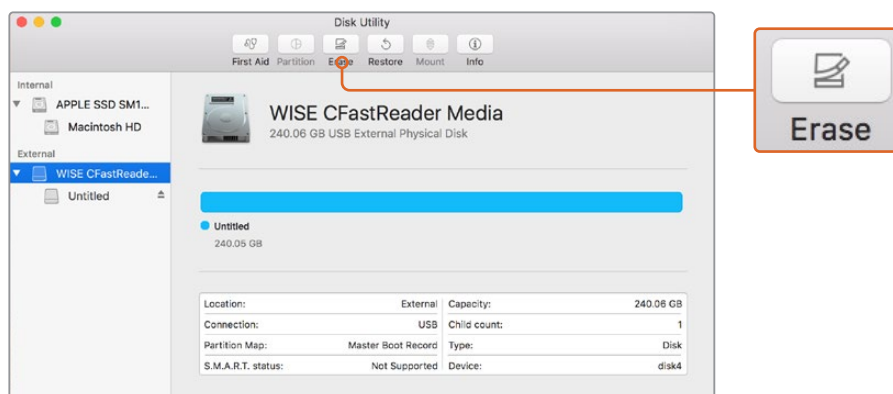 Disk Utility
First Aid Partition Erase Restore Mount Info
Erase
Internal
APPLE SSD SM1...
Macintosh HD
External
WISE CFastReade...
Untitled
WISE CFastReader Media
240.06 GB USB External Physical Disk
Untitled
240.05 GB
Location: External Capacity: 240.06 GB
Connection: USB Child count: 1
Partition Map: Master Boot Record Type: Disk
S.M.A.R.T. status: Not Supported Device: disk4